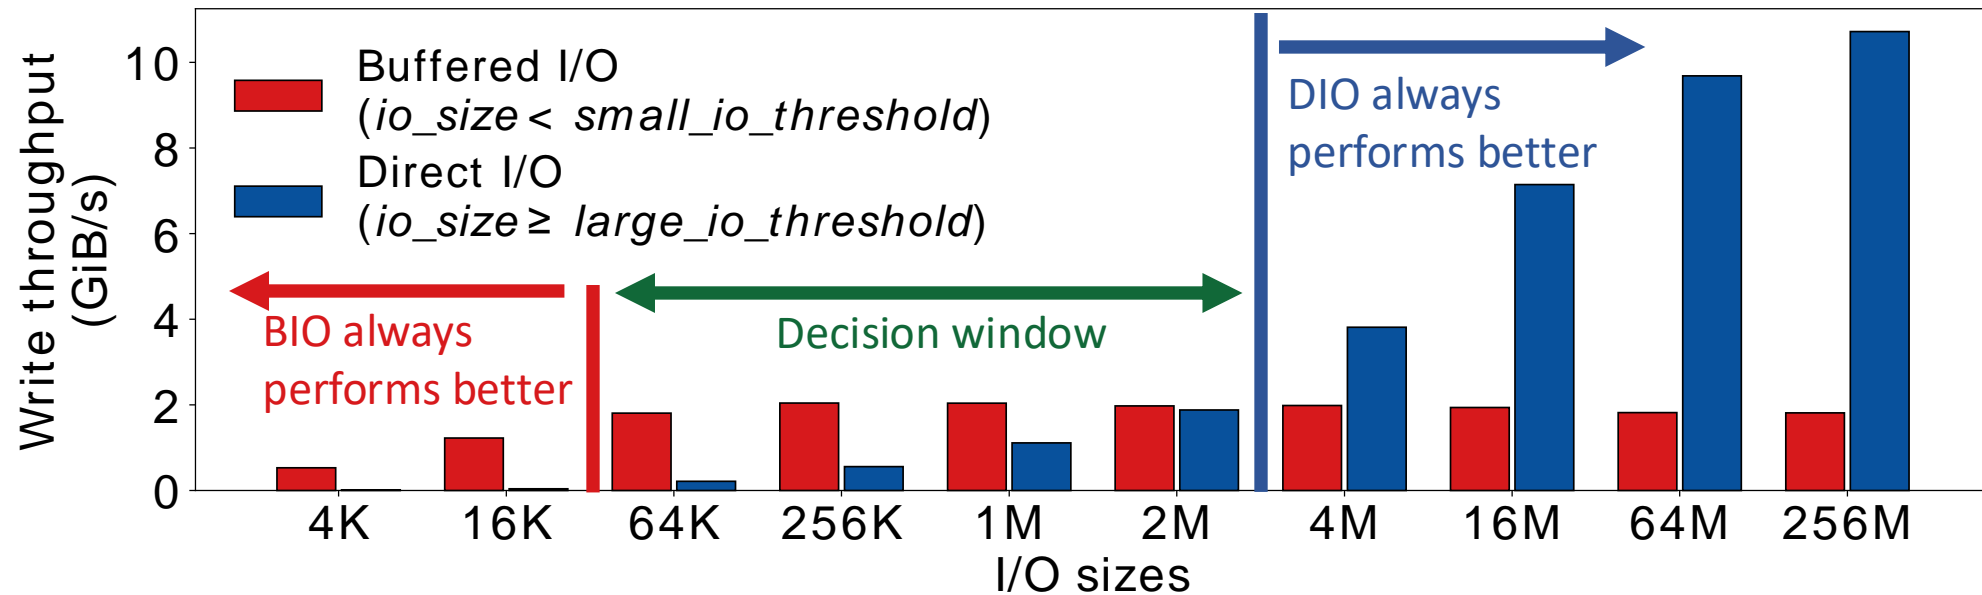 Write throughput
(GiB/s)
10
8
6
4
2
0
Buffered I/O
(io_size < small_io_threshold)
Direct I/O
(io_size ≥ large_io_threshold)
BIO always
performs better
Decision window
DIO always
performs better
4K 16K 64K 256K 1M 2M 4M 16M 64M 256M
I/O sizes